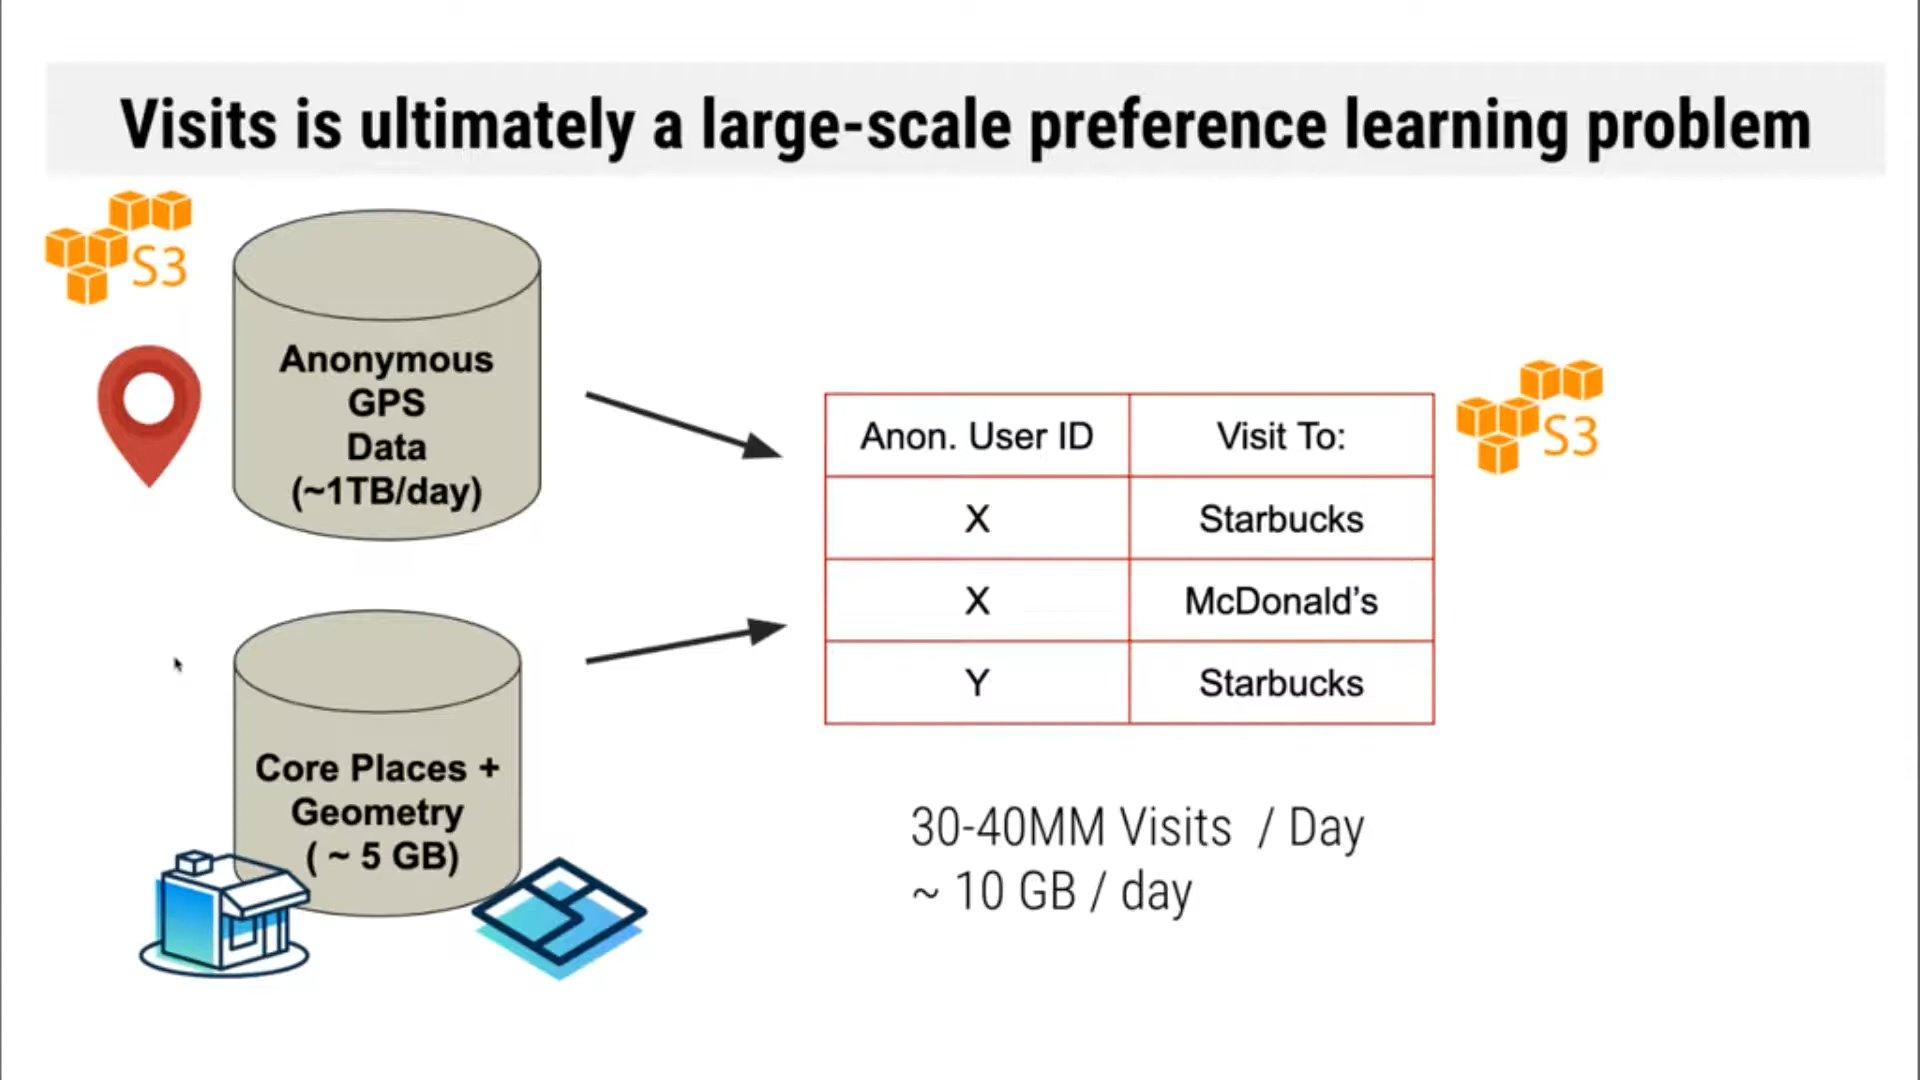 Visits is ultimately a large-scale preference learning problem
S3
Anonymous
GPS
Data
(~1TB/day)
Anon. User ID Visit To:
X Starbucks
X McDonald's
Y Starbucks
S3
Core Places +
Geometry
( ~ 5 GB)
30-40MM Visits / Day
~ 10 GB / day